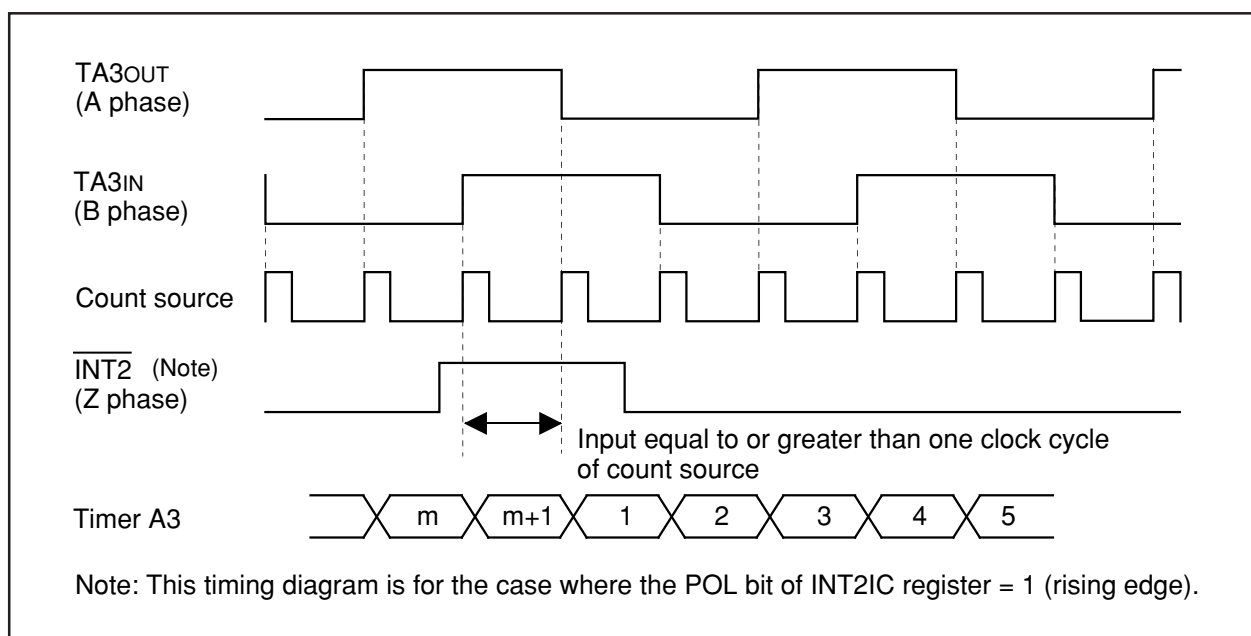 TA3OUT
(A phase)
TA3IN
(B phase)
Count source
INT2 (Note)
(Z phase)
Input equal to or greater than one clock cycle
of count source
Timer A3 m m+1 1 2 3 4 5
Note: This timing diagram is for the case where the POL bit of INT2IC register = 1 (rising edge).